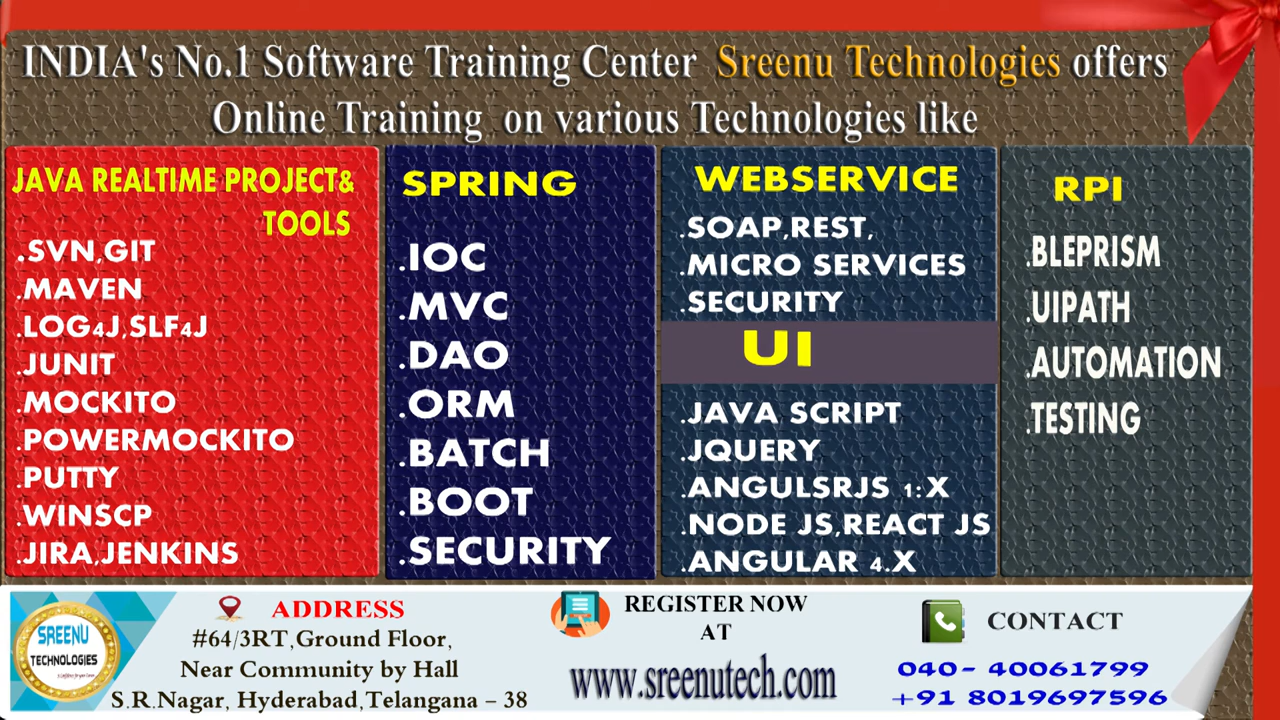 INDIA's No.1 Software Training Center Sreenu Technologies offers
Online Training on various Technologies like
JAVA REALTIME PROJECT&
TOOLS
.SVN,GIT
.MAVEN
.LOG4J,SLF4J
.JUNIT
.MOCKITO
.POWERMOCKITO
.PUTTY
.WINSCP
.JIRA,JENKINS
SPRING
.IOC
.MVC
.DAO
.ORM
.BATCH
.BOOT
.SECURITY
WEBSERVICE
.SOAP,REST,
.MICRO SERVICES
.SECURITY
UI
.JAVA SCRIPT
.JQUERY
.ANGULSRJS 1:X
.NODE JS,REACT JS
.ANGULAR 4.X
RPI
.BLEPRISM
.UIPATH
.AUTOMATION
.TESTING
SREENU
TECHNOLOGIES
ADDRESS
#64/3RT,Ground Floor,
Near Community by Hall
S.R.Nagar, Hyderabad,Telangana – 38
REGISTER NOW
AT
www.sreenutech.com
CONTACT
040- 40061799
+91 8019697596